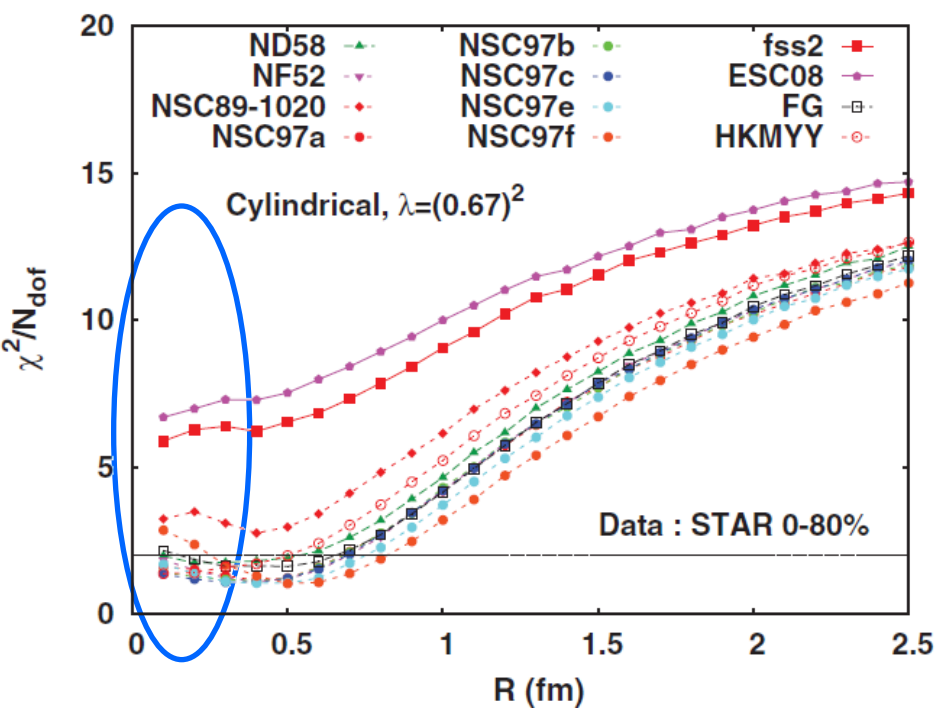 20
ND58 NSC97b fss2
NF52 NSC97c ESC08
NSC89-1020 NSC97e FG
NSC97a NSC97f HKMYY
15
Cylindrical, λ=(0.67)²
χ²/N_dof
10
5
Data : STAR 0-80%
0
0 0.5 1 1.5 2 2.5
R (fm)